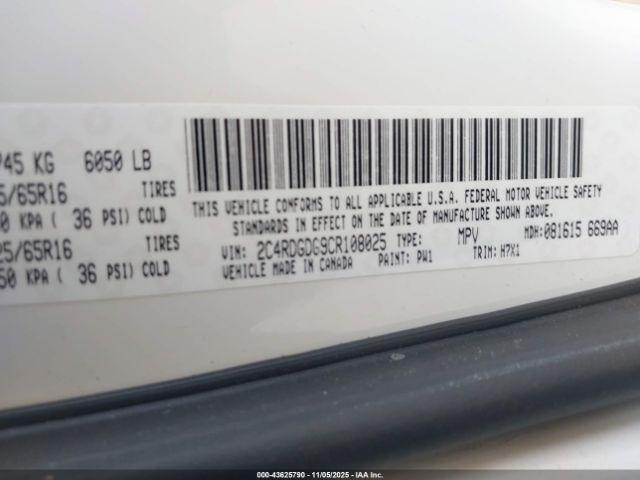 45 KG 6050 LB
5/65R16 TIRES
0 KPA ( 36 PSI) COLD
25/65R16 TIRES
50 KPA ( 36 PSI) COLD
THIS VEHICLE CONFORMS TO ALL APPLICABLE U.S.A. FEDERAL MOTOR VEHICLE SAFETY
STANDARDS IN EFFECT ON THE DATE OF MANUFACTURE SHOWN ABOVE.
VIN: 2C4RDGDG9CR108025 TYPE: MPV MDH: 081615 669AA
VEHICLE MADE IN CANADA PAINT: PW1 TRIM: H7X1
000-43625790 - 11/05/2025 - IAA Inc.